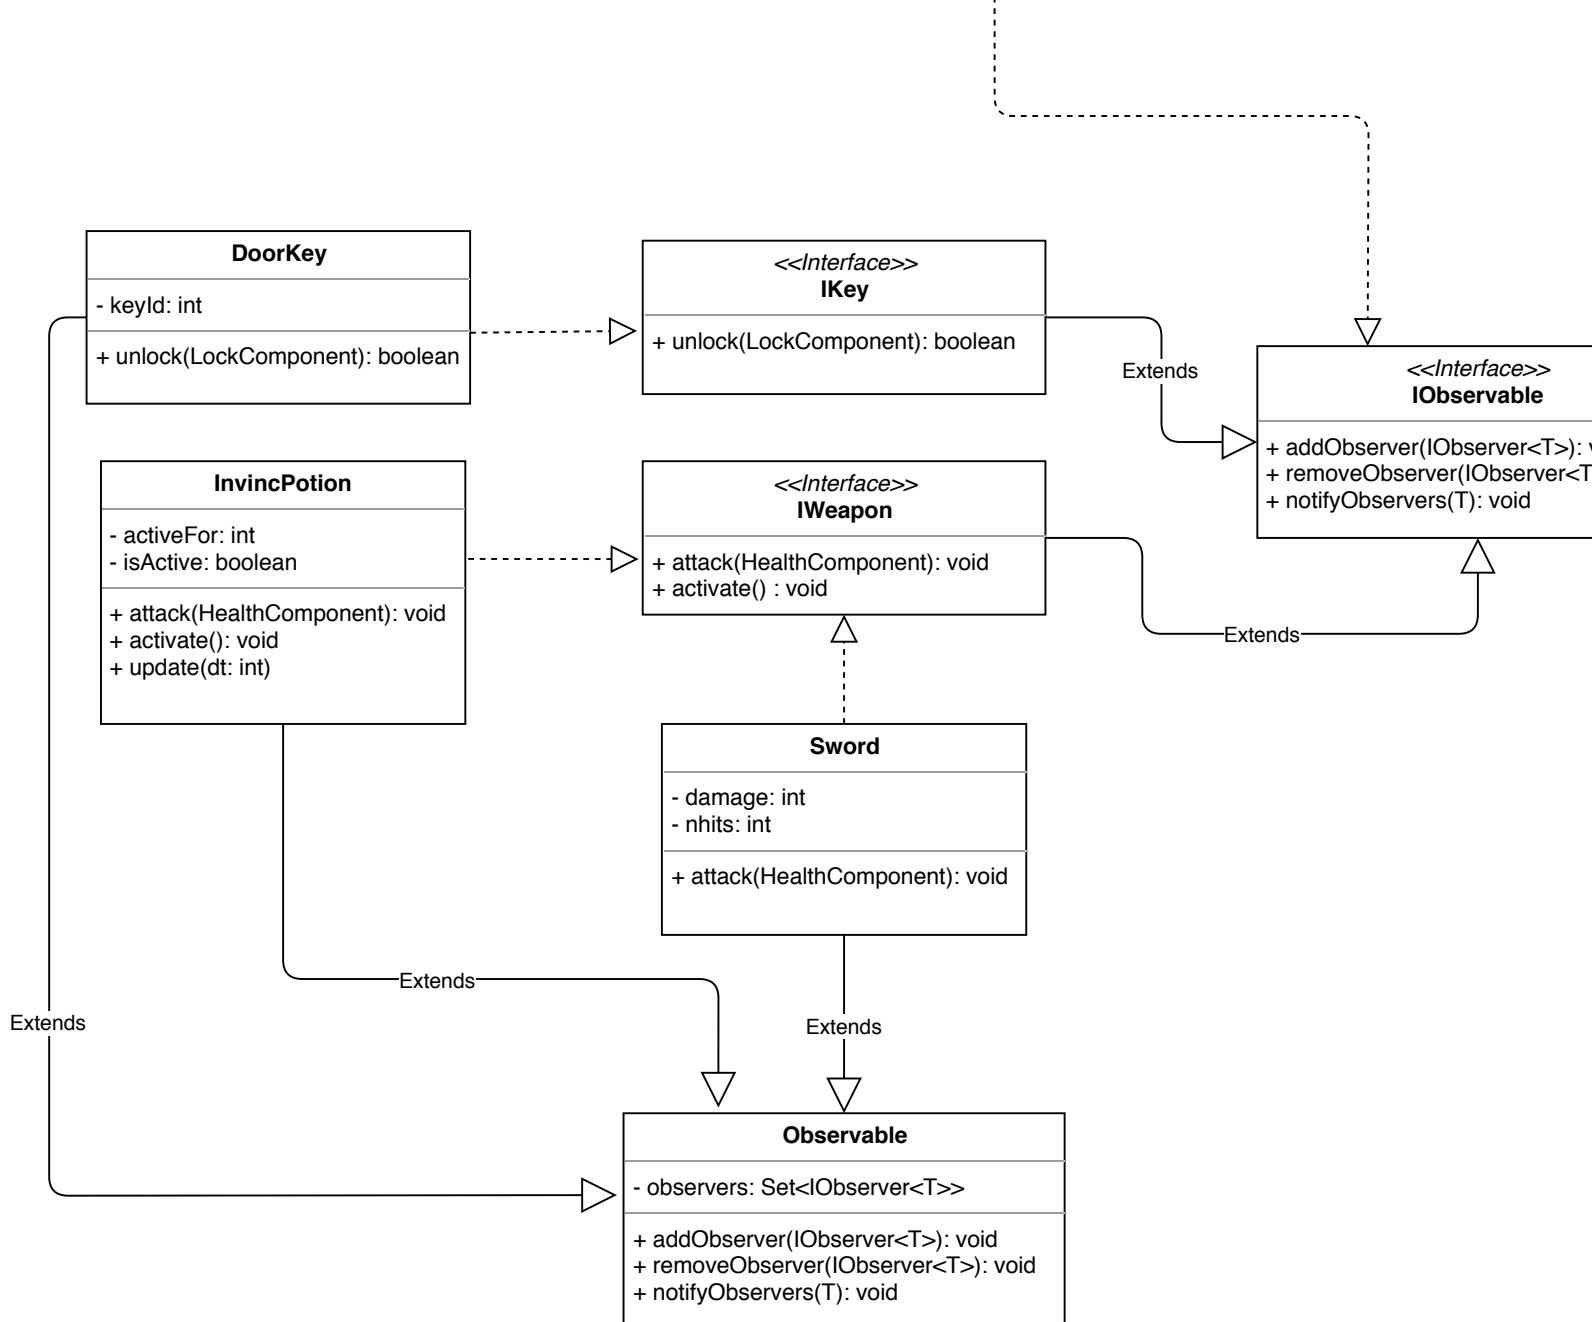 DoorKey
- keyId: int
+ unlock(LockComponent): boolean
<<Interface>>
IKey
+ unlock(LockComponent): boolean
Extends
<<Interface>>
IObservable
+ addObserver(IObserver<T>):
+ removeObserver(IObserver<T
+ notifyObservers(T): void
InvincPotion
- activeFor: int
- isActive: boolean
+ attack(HealthComponent): void
+ activate(): void
+ update(dt: int)
<<Interface>>
IWeapon
+ attack(HealthComponent): void
+ activate() : void
Extends
Sword
- damage: int
- nhits: int
+ attack(HealthComponent): void
Extends
Extends
Extends
Observable
- observers: Set<IObserver<T>>
+ addObserver(IObserver<T>): void
+ removeObserver(IObserver<T>): void
+ notifyObservers(T): void